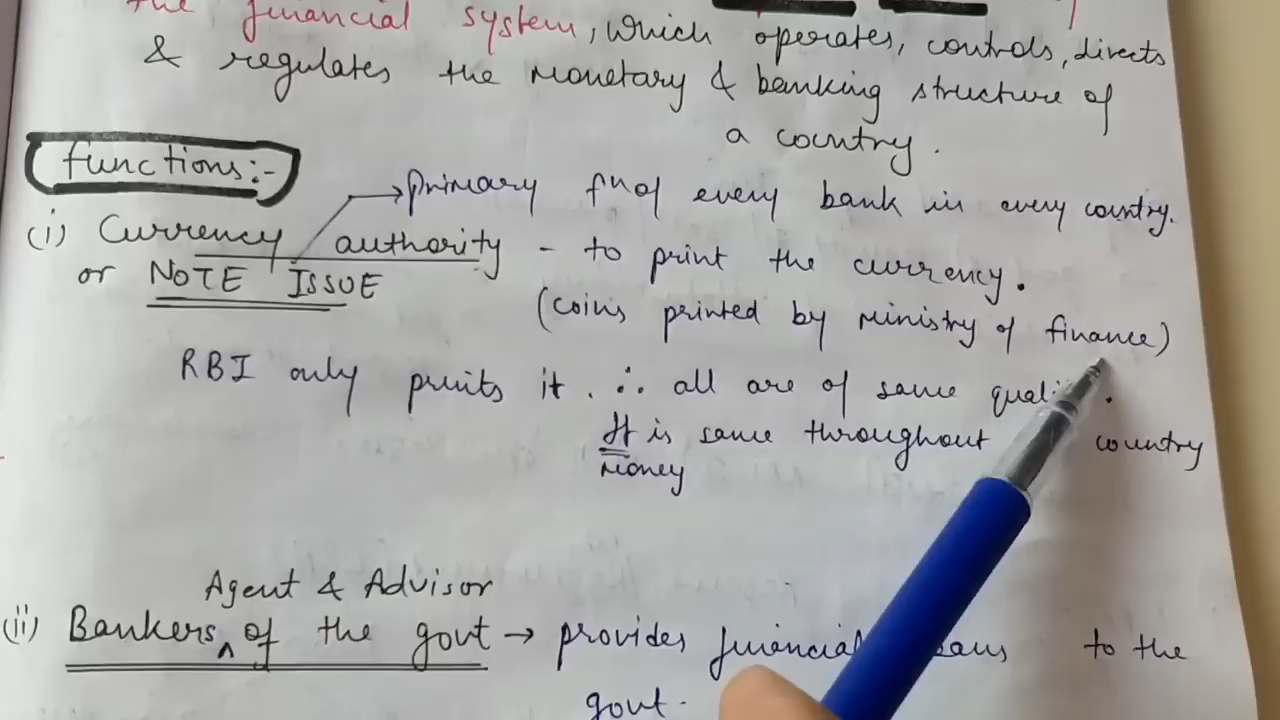 the financial system, which operates, controls, directs
& regulates the monetary & banking structure of
a country.
functions:-
→ primary fn of every bank in every country.
(i) Currency authority - to print the currency.
or NOTE ISSUE
(coins printed by ministry of finance)
RBI only prints it. ∴ all are of same
It is same throughout country
money
Agent & Advisor
(ii) Bankers ^ of the govt → provides financial to the
govt.